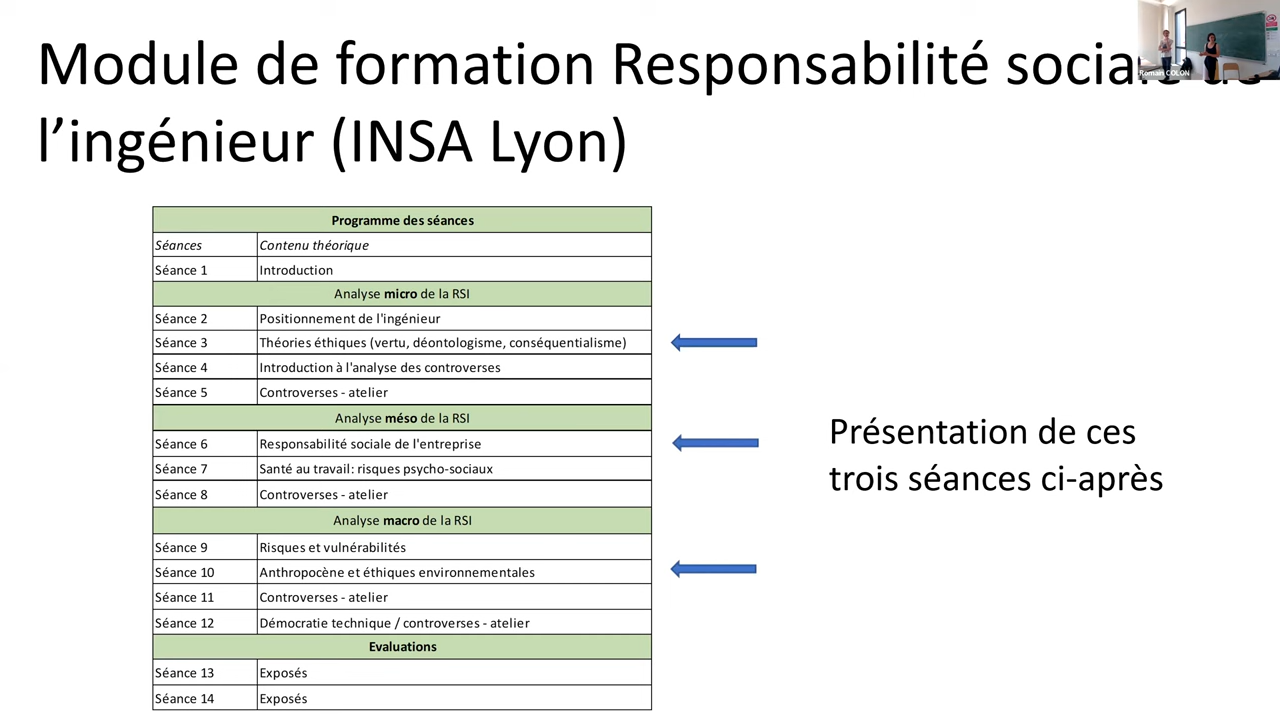 Module de formation Responsabilité sociale de
l’ingénieur (INSA Lyon)
Romain COLON
Programme des séances
Séances Contenu théorique
Séance 1 Introduction
Analyse micro de la RSI
Séance 2 Positionnement de l'ingénieur
Séance 3 Théories éthiques (vertu, déontologisme, conséquentialisme)
Séance 4 Introduction à l'analyse des controverses
Séance 5 Controverses - atelier
Analyse méso de la RSI
Séance 6 Responsabilité sociale de l'entreprise
Séance 7 Santé au travail: risques psycho-sociaux
Séance 8 Controverses - atelier
Analyse macro de la RSI
Séance 9 Risques et vulnérabilités
Séance 10 Anthropocène et éthiques environnementales
Séance 11 Controverses - atelier
Séance 12 Démocratie technique / controverses - atelier
Evaluations
Séance 13 Exposés
Séance 14 Exposés
Présentation de ces
trois séances ci-après